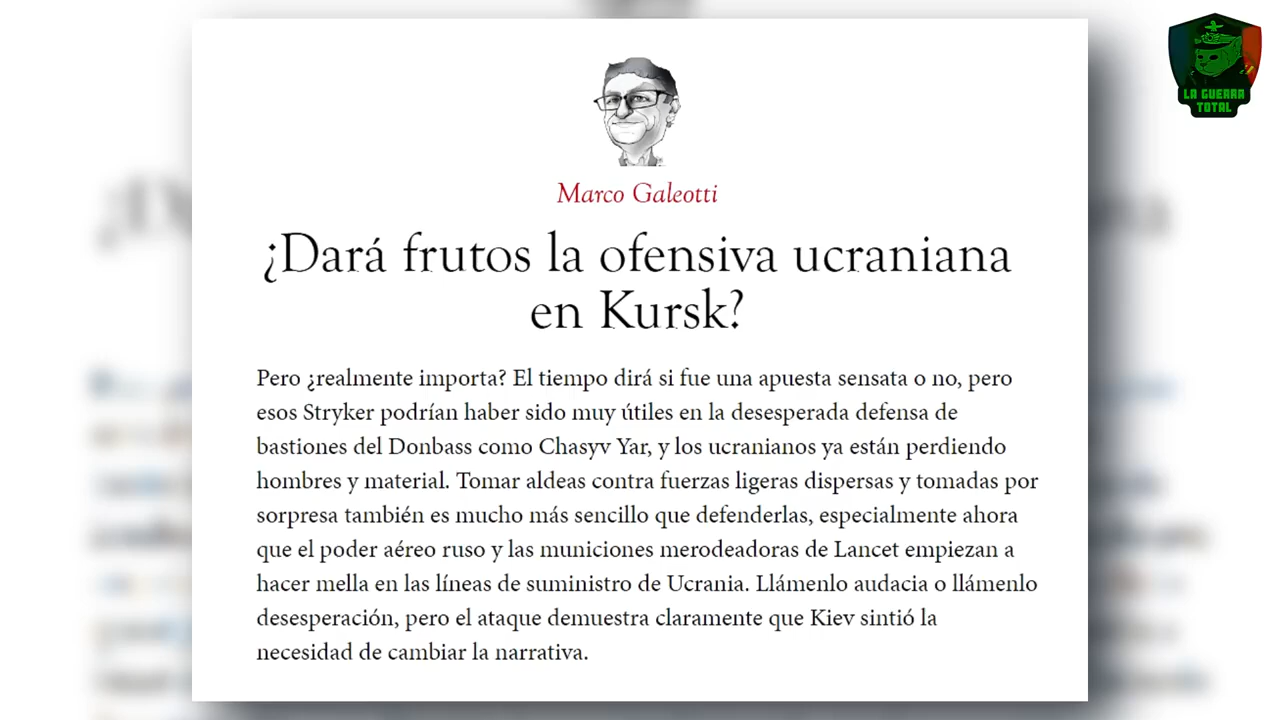 LA GUERRA
TOTAL
Marco Galeotti
¿Dará frutos la ofensiva ucraniana
en Kursk?
Pero ¿realmente importa? El tiempo dirá si fue una apuesta sensata o no, pero
esos Stryker podrían haber sido muy útiles en la desesperada defensa de
bastiones del Donbass como Chasyv Yar, y los ucranianos ya están perdiendo
hombres y material. Tomar aldeas contra fuerzas ligeras dispersas y tomadas por
sorpresa también es mucho más sencillo que defenderlas, especialmente ahora
que el poder aéreo ruso y las municiones merodeadoras de Lancet empiezan a
hacer mella en las líneas de suministro de Ucrania. Llámenlo audacia o llámenlo
desesperación, pero el ataque demuestra claramente que Kiev sintió la
necesidad de cambiar la narrativa.